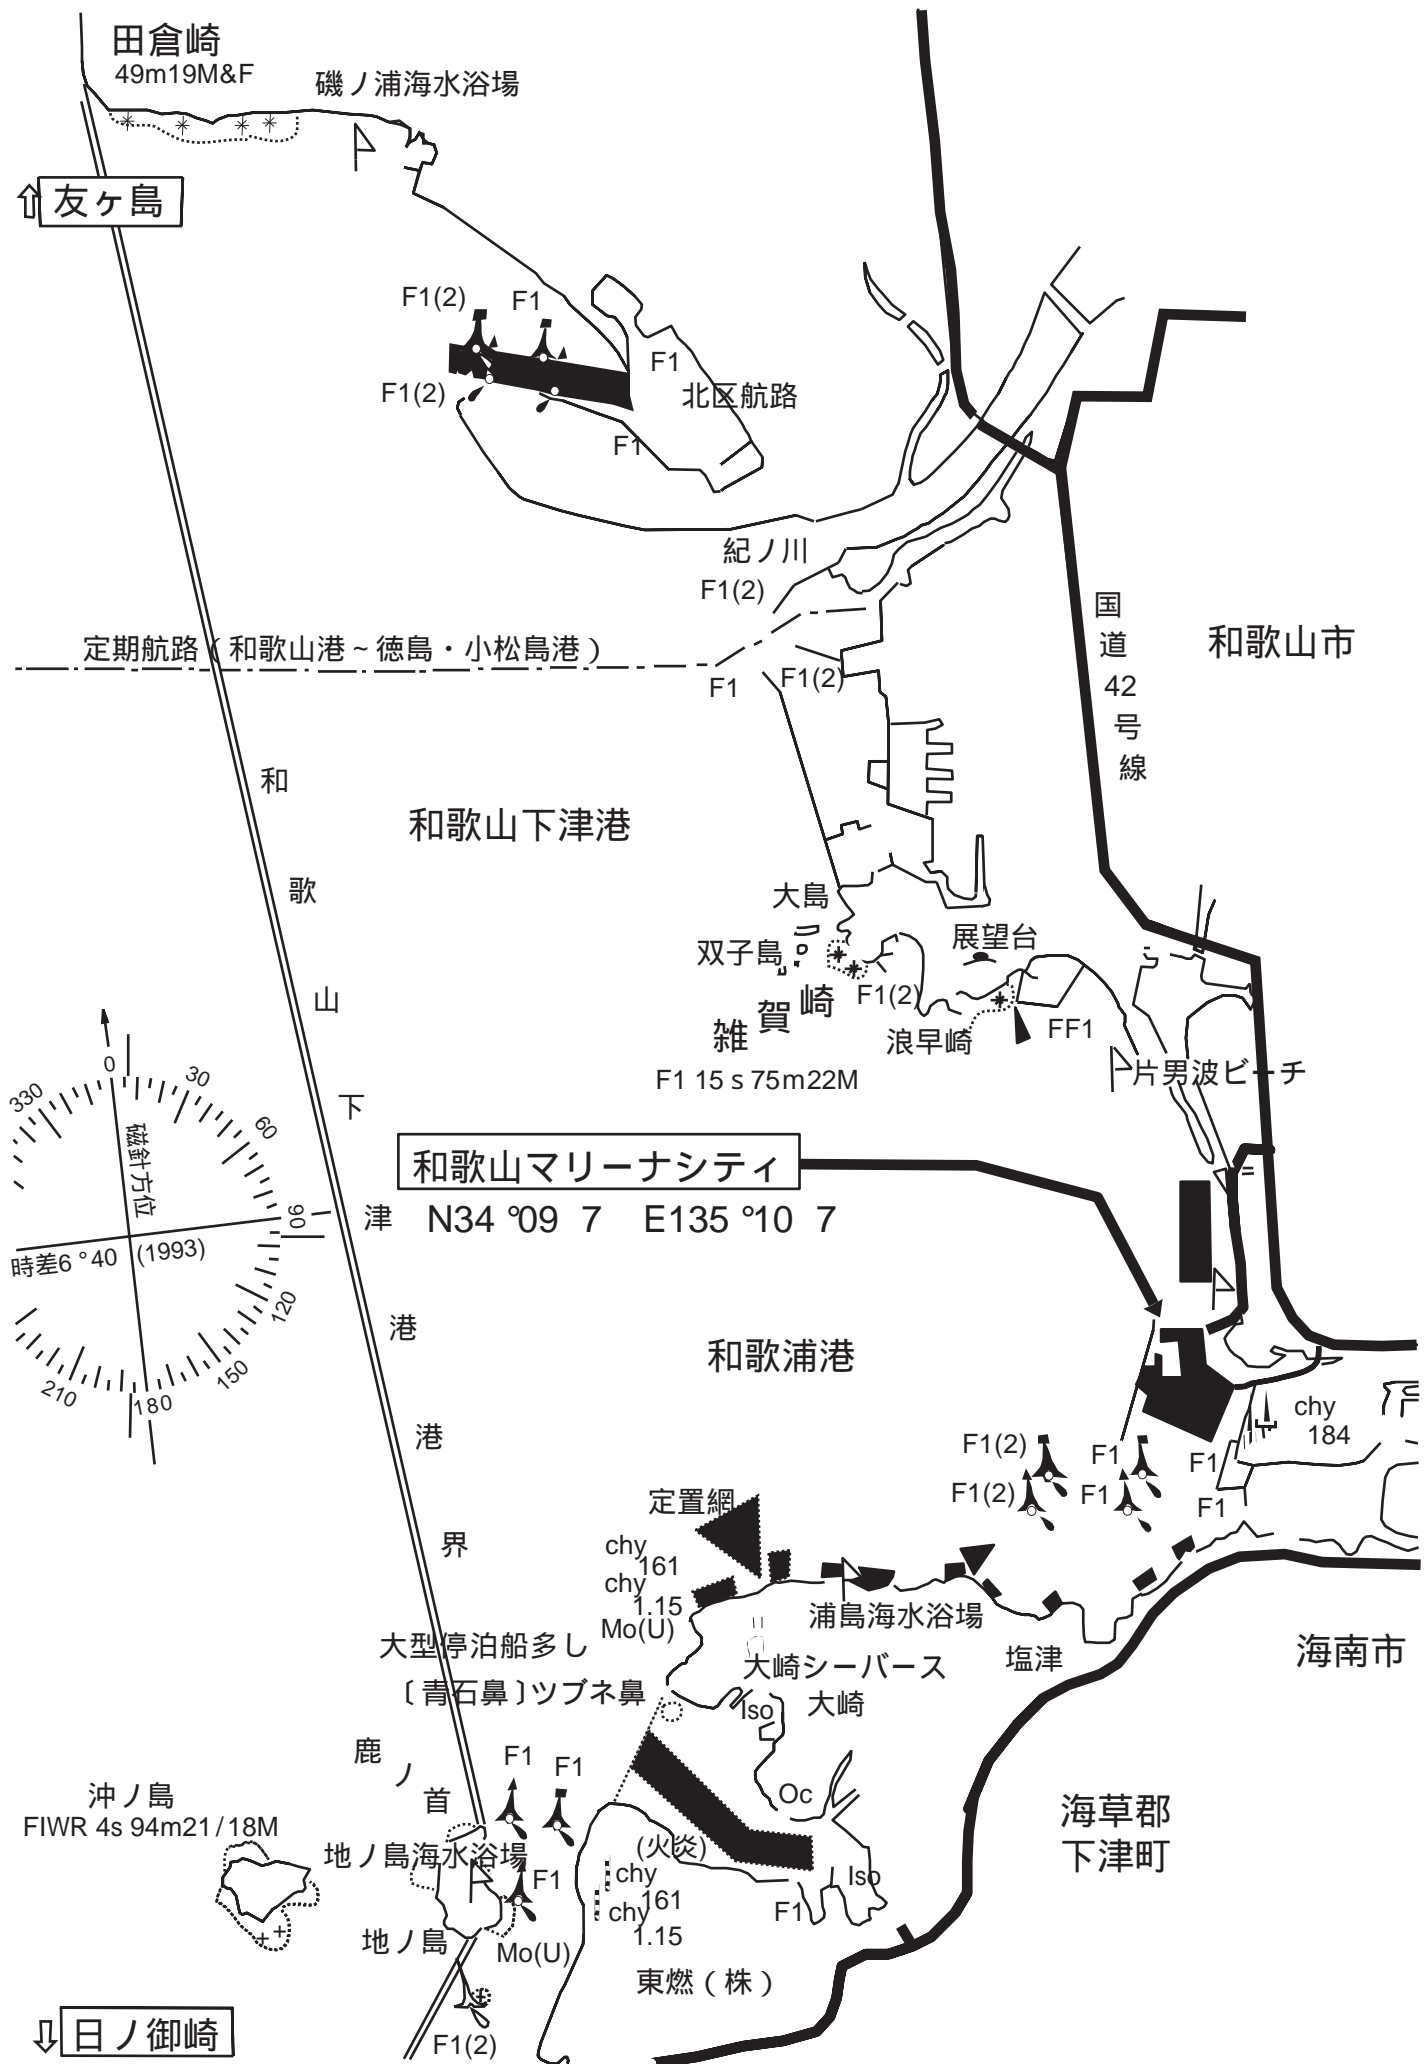 田倉崎
49m19M&F
磯ノ浦海水浴場
友ヶ島
F1(2)
F1
F1
F1(2)
北区航路
F1
紀ノ川
F1(2)
国道42号線
和歌山市
定期航路(和歌山港~徳島・小松島港)
F1
F1(2)
和歌山下津港港界
和歌山下津港
大島
双子島
展望台
雑賀崎
F1(2)
浪早崎
FF1
F1 15 s 75m22M
片男波ビーチ
0
30
60
90
120
150
180
210
330
磁針方位
時差6°40 (1993)
和歌山マリーナシティ
N34 °09 7 E135 °10 7
和歌浦港
chy
184
F1(2)
F1
F1
F1(2)
F1
F1
定置網
chy
161
chy
1.15
Mo(U)
浦島海水浴場
大型停泊船多し
大崎シーバース
塩津
海南市
〔青石鼻〕ツブネ鼻
Iso
大崎
鹿ノ首
F1
F1
Oc
沖ノ島
FIWR 4s 94m21/18M
海草郡
下津町
地ノ島海水浴場
(火炎)
F1
chy
161
chy
1.15
Iso
F1
地ノ島
Mo(U)
東燃(株)
日ノ御崎
F1(2)